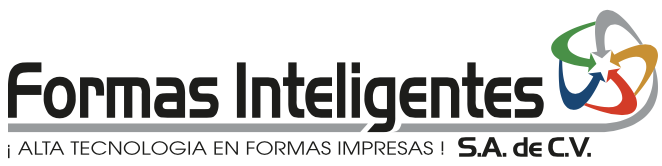 Formas Inteligentes
¡ ALTA TECNOLOGIA EN FORMAS IMPRESAS ! S.A. de C.V.